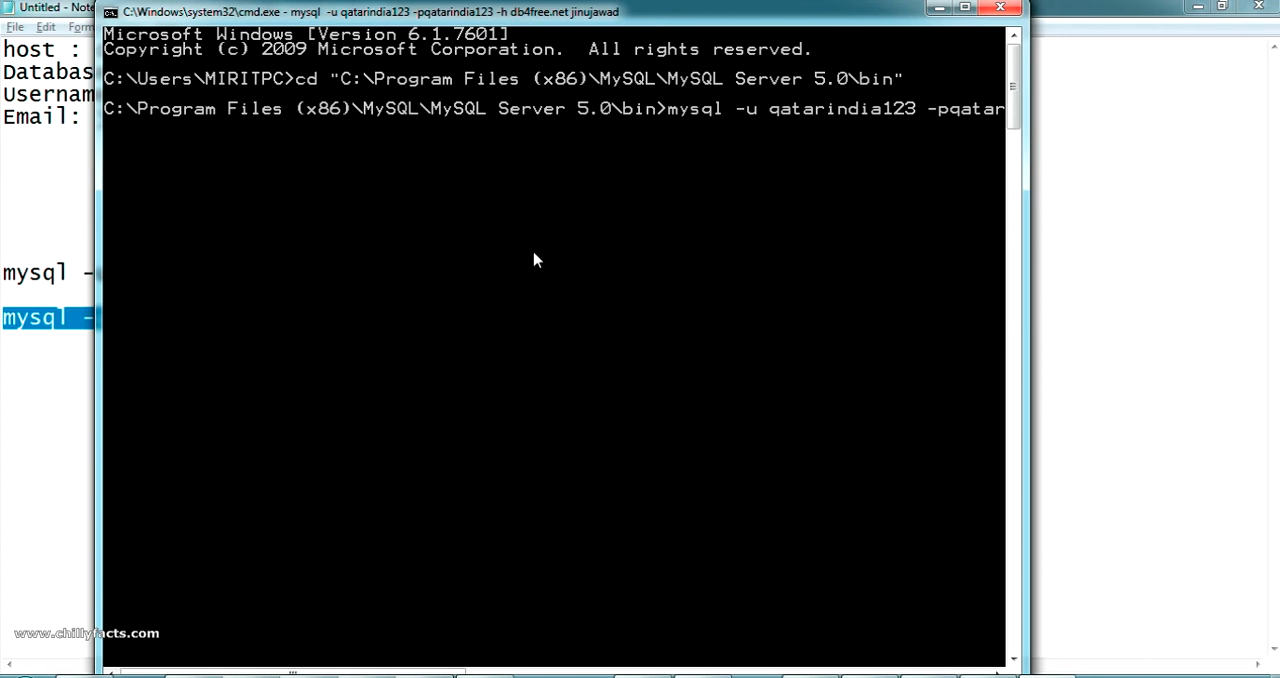 Untitled - Note
C:\Windows\system32\cmd.exe - mysql -u qatarindia123 -pqatarindia123 -h db4free.net jinujawad
File Edit Form
host :
Databas
Usernam
Email:
mysql -
mysql -
Microsoft Windows [Version 6.1.7601]
Copyright (c) 2009 Microsoft Corporation. All rights reserved.
C:\Users\MIRITPC>cd "C:\Program Files (x86)\MySQL\MySQL Server 5.0\bin"
C:\Program Files (x86)\MySQL\MySQL Server 5.0\bin>mysql -u qatarindia123 -pqatar
www.chillyfacts.com